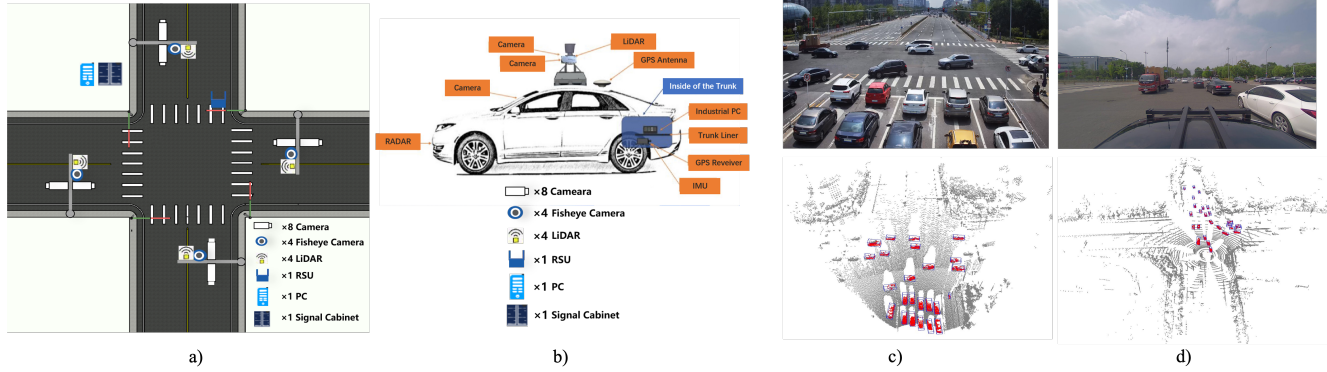 ×8 Camera
×4 Fisheye Camera
×4 LiDAR
×1 RSU
×1 PC
×1 Signal Cabinet
a)
Camera
LiDAR
Camera
GPS Antenna
Camera
Inside of the Trunk
Industrial PC
RADAR
Trunk Liner
GPS Reveiver
IMU
×8 Cameara
×4 Fisheye Camera
×4 LiDAR
×1 RSU
×1 PC
×1 Signal Cabinet
b)
c)
d)